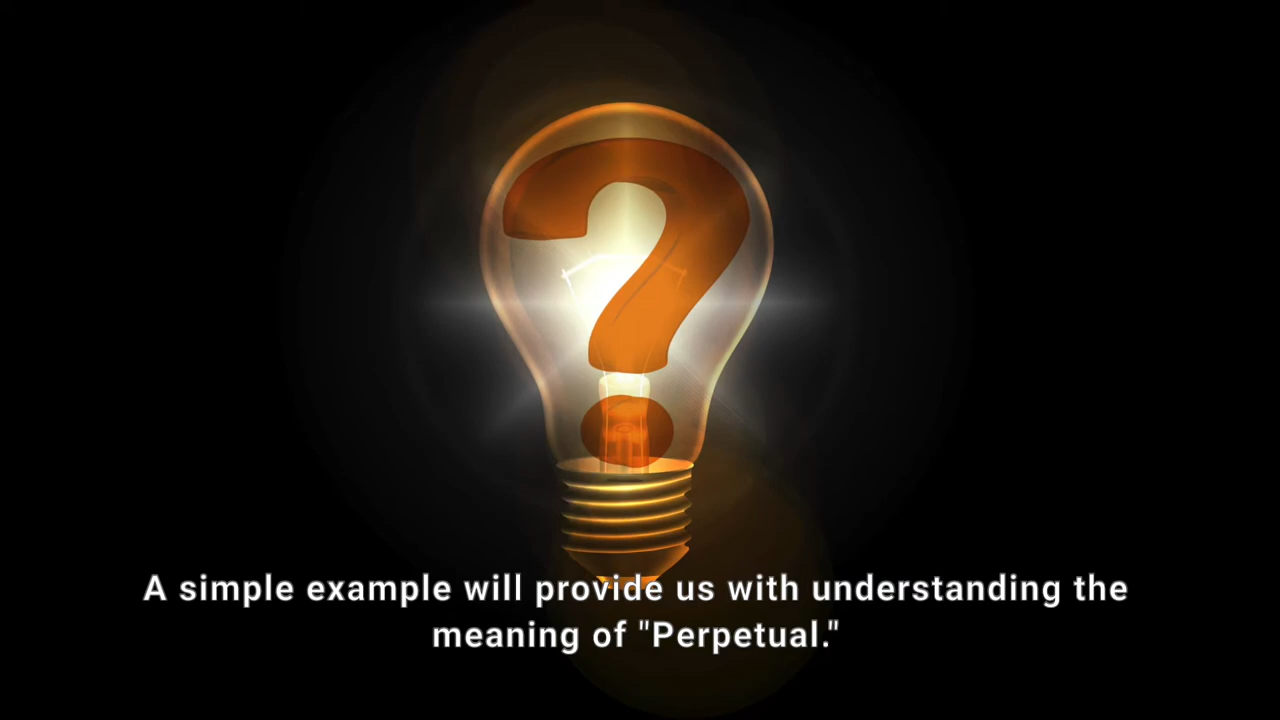 A simple example will provide us with understanding the
meaning of "Perpetual."